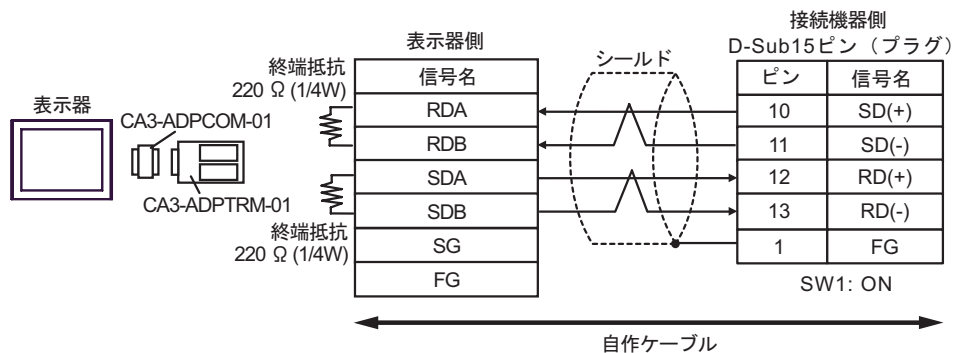 接続機器側
D-Sub15ピン（プラグ）
表示器側
シールド
終端抵抗
220 Ω (1/4W)
表示器
CA3-ADPCOM-01
CA3-ADPTRM-01
終端抵抗
220 Ω (1/4W)
信号名
RDA
RDB
SDA
SDB
SG
FG
ピン 信号名
10 SD(+)
11 SD(-)
12 RD(+)
13 RD(-)
1 FG
SW1: ON
自作ケーブル